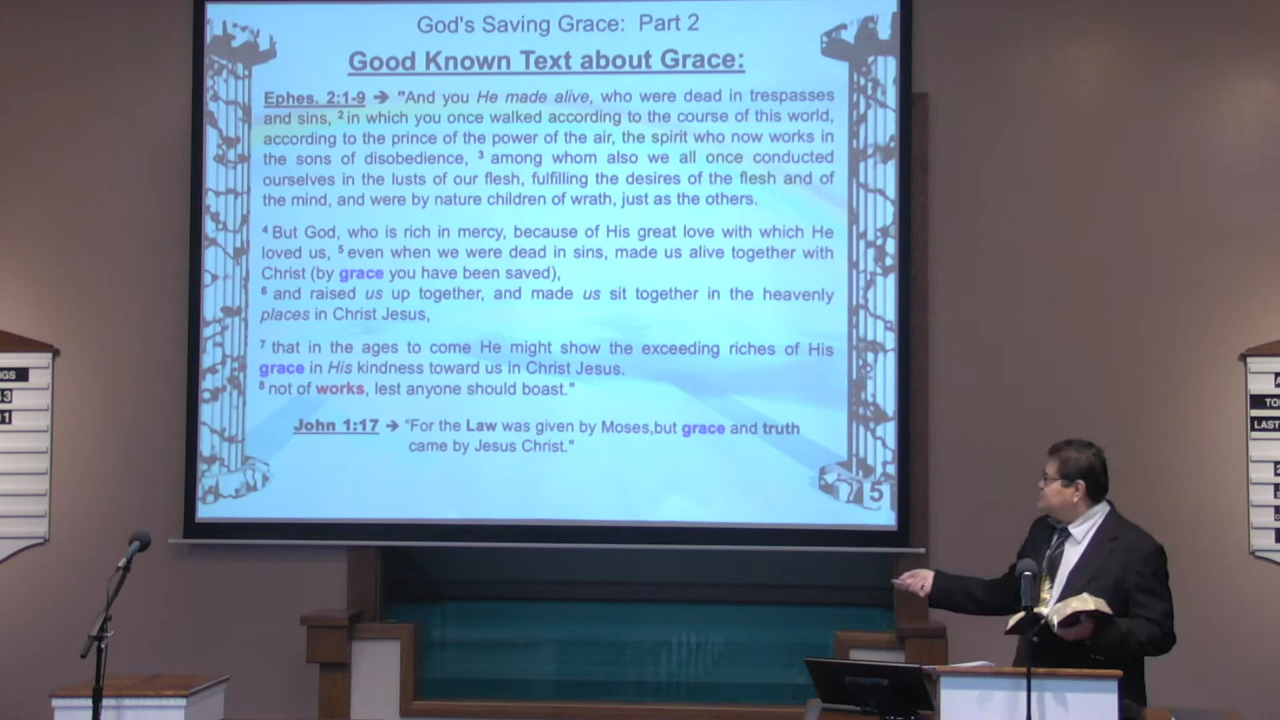 God's Saving Grace: Part 2
Good Known Text about Grace:
Ephes. 2:1-9 ➔ "And you He made alive, who were dead in trespasses
and sins, ² in which you once walked according to the course of this world,
according to the prince of the power of the air, the spirit who now works in
the sons of disobedience, ³ among whom also we all once conducted
ourselves in the lusts of our flesh, fulfilling the desires of the flesh and of
the mind, and were by nature children of wrath, just as the others.
⁴ But God, who is rich in mercy, because of His great love with which He
loved us, ⁵ even when we were dead in sins, made us alive together with
Christ (by grace you have been saved),
⁶ and raised us up together, and made us sit together in the heavenly
places in Christ Jesus,
⁷ that in the ages to come He might show the exceeding riches of His
grace in His kindness toward us in Christ Jesus.
⁸ not of works, lest anyone should boast."
John 1:17 ➔ "For the Law was given by Moses,but grace and truth
came by Jesus Christ."
5
LAST